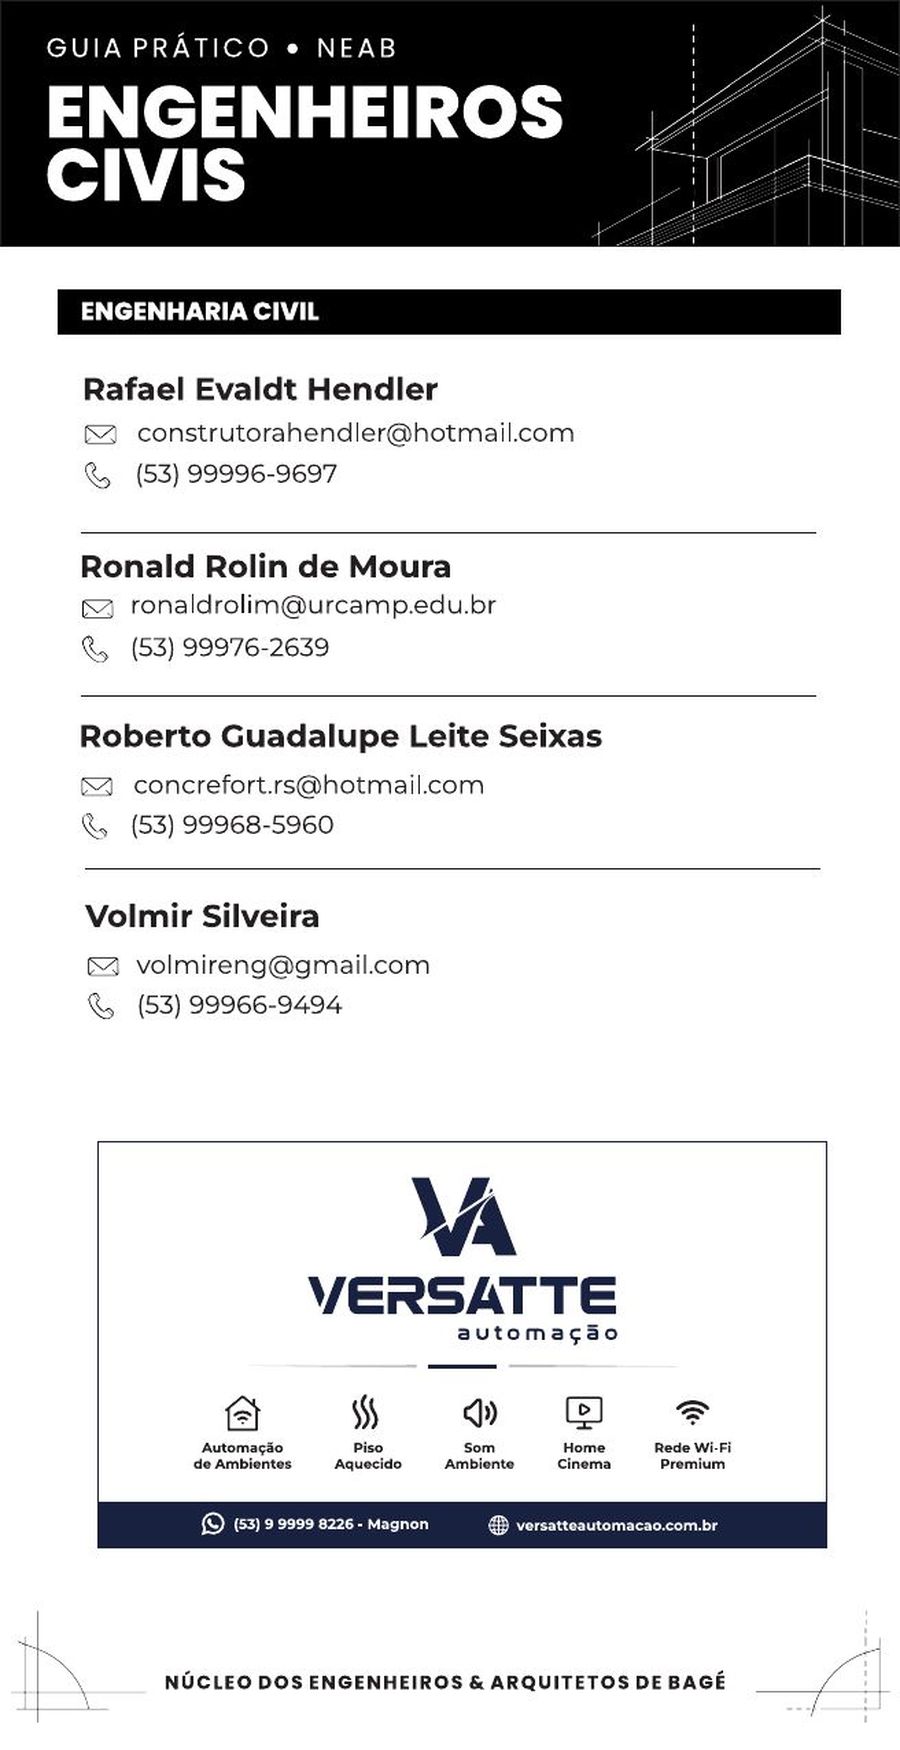 GUIA PRÁTICO • NEAB
ENGENHEIROS
CIVIS
ENGENHARIA CIVIL
Rafael Evaldt Hendler
construtorahendler@hotmail.com
(53) 99996-9697
Ronald Rolin de Moura
ronaldrolim@urcamp.edu.br
(53) 99976-2639
Roberto Guadalupe Leite Seixas
concrefort.rs@hotmail.com
(53) 99968-5960
Volmir Silveira
volmireng@gmail.com
(53) 99966-9494
VA
VERSATTE
automação
Automação
de Ambientes
Piso
Aquecido
Som
Ambiente
Home
Cinema
Rede Wi-Fi
Premium
(53) 9 9999 8226 - Magnon
versatteautomacao.com.br
NÚCLEO DOS ENGENHEIROS & ARQUITETOS DE BAGÉ